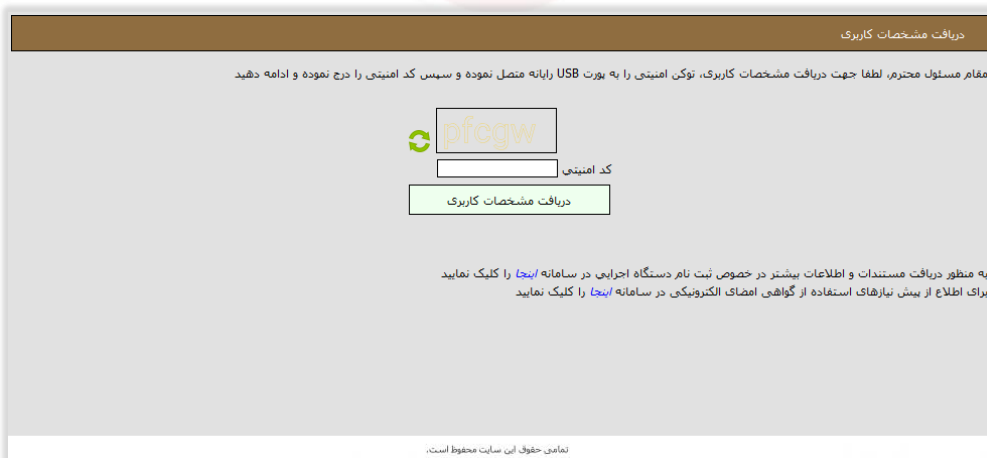 دریافت مشخصات کاربری
مقام مسئول محترم، لطفا جهت دریافت مشخصات کاربری، توکن امنیتی را به پورت USB رایانه متصل نموده و سپس کد امنیتی را درج نموده و ادامه دهید
pfcgw
کد امنیتی
دریافت مشخصات کاربری
به منظور دریافت مستندات و اطلاعات بیشتر در خصوص ثبت نام دستگاه اجرایی در سامانه اینجا را کلیک نمایید
برای اطلاع از پیش نیازهای استفاده از گواهی امضای الکترونیکی در سامانه اینجا را کلیک نمایید
تمامی حقوق این سایت محفوظ است.